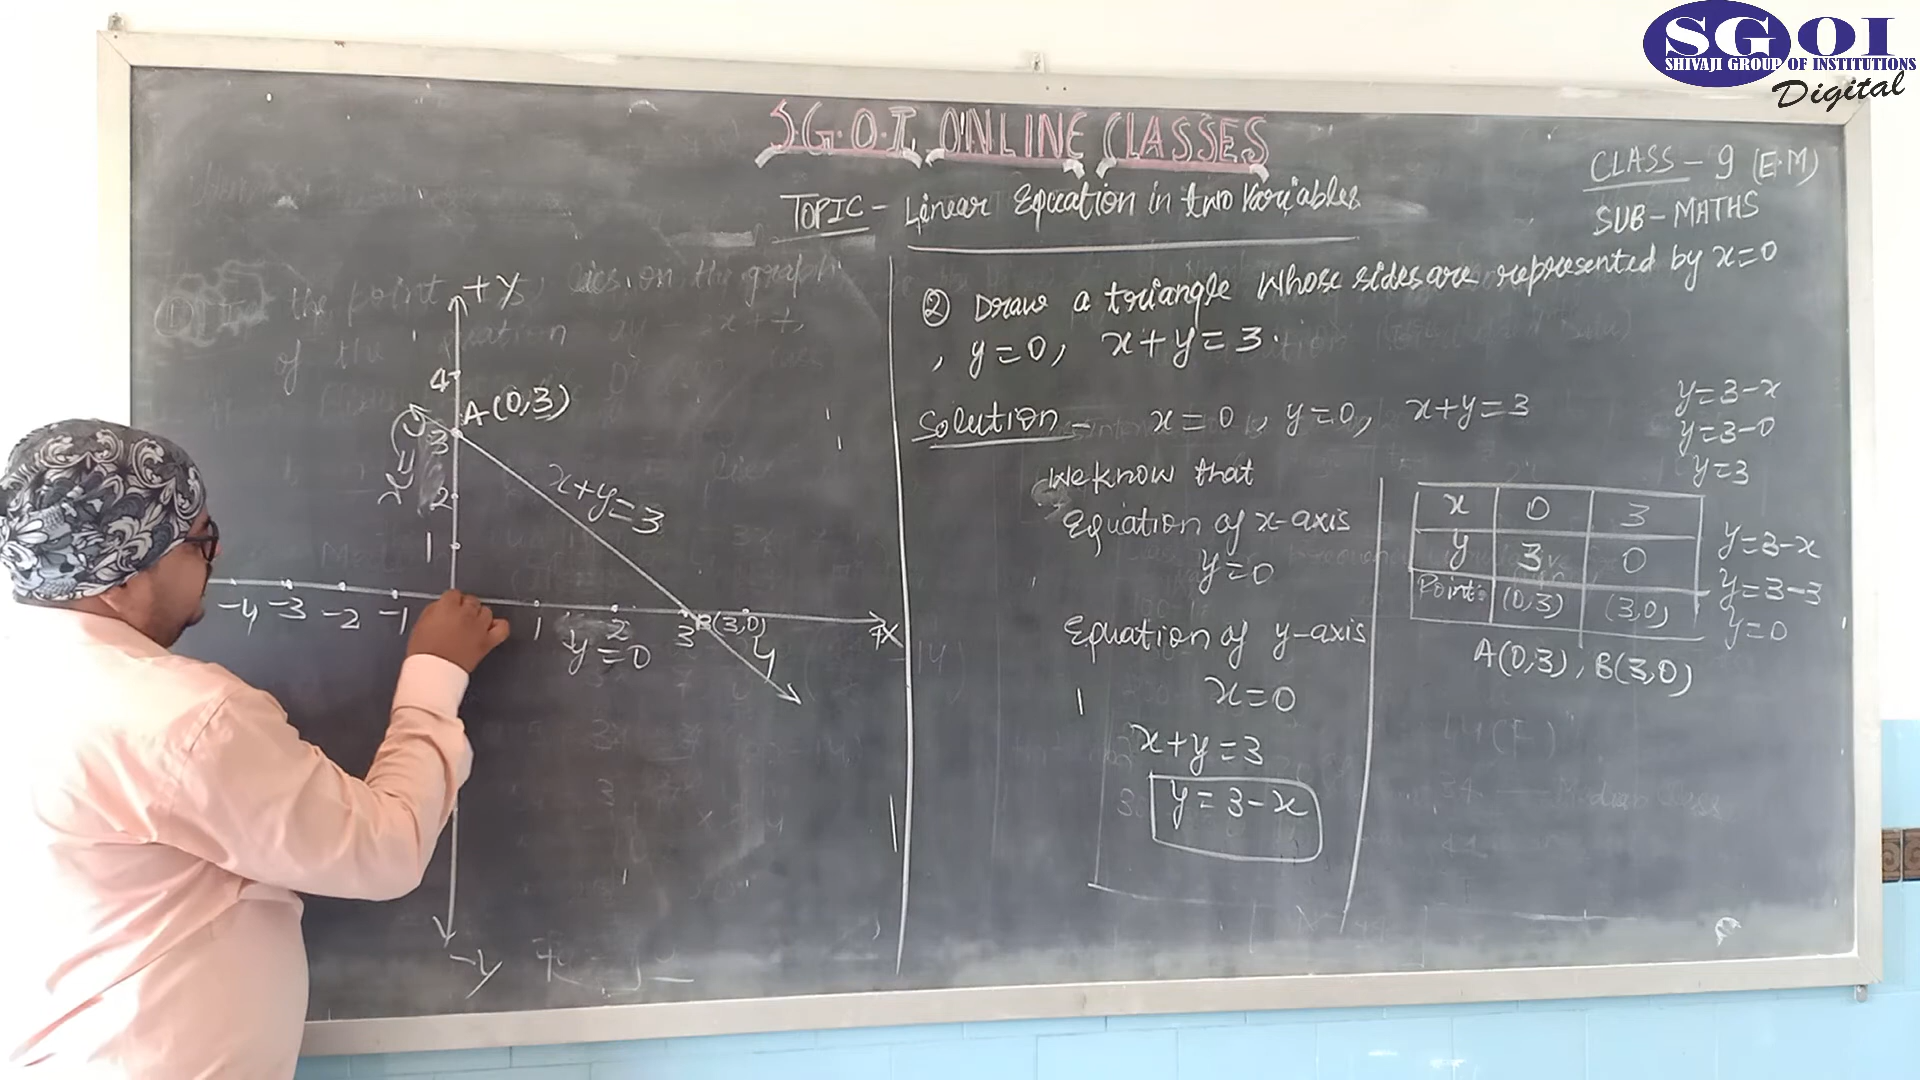 SGOI
SHIVAJI GROUP OF INSTITUTIONS
Digital
S.G.O.I. ONLINE CLASSES
CLASS - 9 (E.M)
SUB - MATHS
TOPIC - Linear Equation in two Variables
② Draw a triangle whose sides are represented by x=0
, y=0, x+y=3.
Solution - x=0, y=0, x+y=3
We know that
Equation of x-axis
y=0
Equation of y-axis
x=0
x+y=3
y=3-x
y=3-x
y=3-0
y=3
x 0 3
y 3 0
Point: (0,3) (3,0)
y=3-x
y=3-3
y=0
A(0,3), B(3,0)
+Y
4
A(0,3)
3
2
1
x+y=3
-4 -3 -2 -1 1 2 3 B(3,0) 4
y=0
-Y